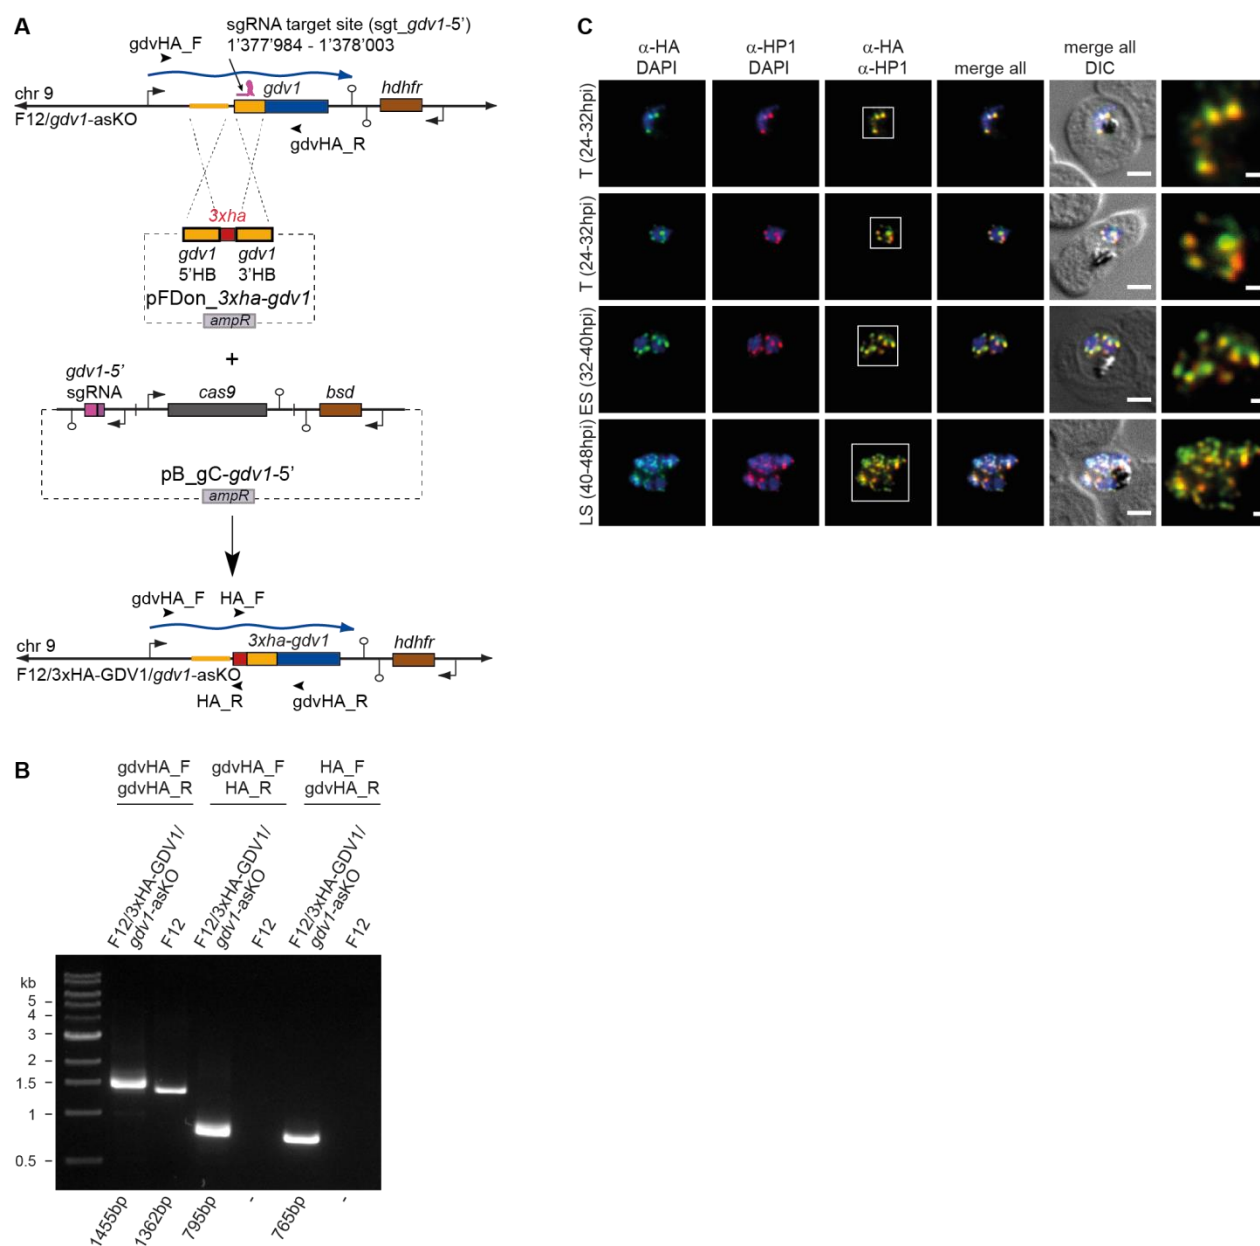 A
sgRNA target site (sgt_gdv1-5')
1'377'984 - 1'378'003
gdvHA_F
gdv1
hdhfr
chr 9
F12/gdv1-asKO
gdvHA_R
3xha
gdv1
5'HB
gdv1
3'HB
pFDon_3xha-gdv1
ampR
+
gdv1-5'
sgRNA
cas9
bsd
pB_gC-gdv1-5'
ampR
gdvHA_F
HA_F
chr 9
3xha-gdv1
hdhfr
F12/3xHA-GDV1/gdv1-asKO
HA_R
gdvHA_R
B
gdvHA_F
gdvHA_R
gdvHA_F
HA_R
HA_F
gdvHA_R
F12/3xHA-GDV1/
gdv1-asKO
F12
F12/3xHA-GDV1/
gdv1-asKO
F12
F12/3xHA-GDV1/
gdv1-asKO
F12
kb
5 –
4 –
3 –
2 –
1.5 –
1 –
0.5 –
1455bp
1362bp
795bp
-
765bp
-
C
α-HA
DAPI
α-HP1
DAPI
α-HA
α-HP1
merge all
merge all
DIC
T (24-32hpi)
T (24-32hpi)
ES (32-40hpi)
LS (40-48hpi)